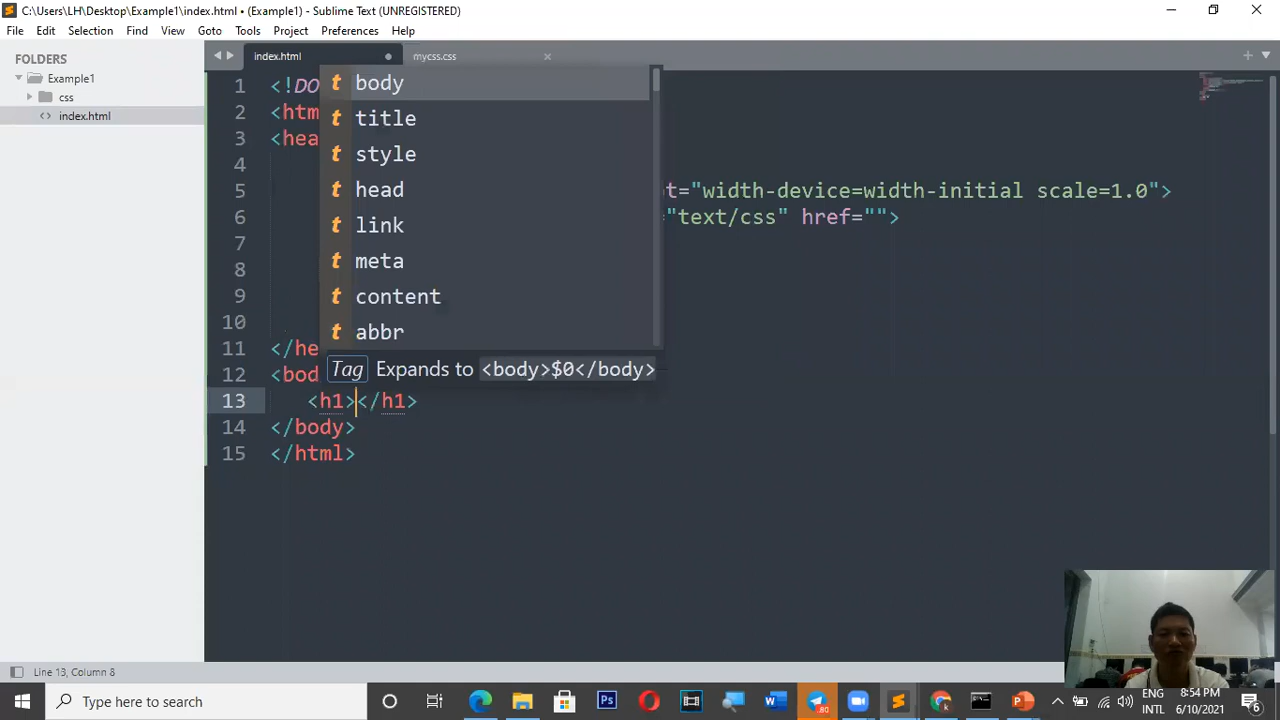 C:\Users\LH\Desktop\Example1\index.html • (Example1) - Sublime Text (UNREGISTERED)
File Edit Selection Find View Goto Tools Project Preferences Help
FOLDERS
Example1
css
index.html
index.html
mycss.css
1 <!DO
2 <htm
3 <hea
4
5 t="width-device=width-initial scale=1.0">
6 ="text/css" href="">
7
8
9
10
11 </he
12 <bod
13 <h1></h1>
14 </body>
15 </html>
t body
t title
t style
t head
t link
t meta
t content
t abbr
Tag Expands to <body>$0</body>
Line 13, Column 8
Type here to search
Ps
80
ENG
INTL
8:54 PM
6/10/2021
6